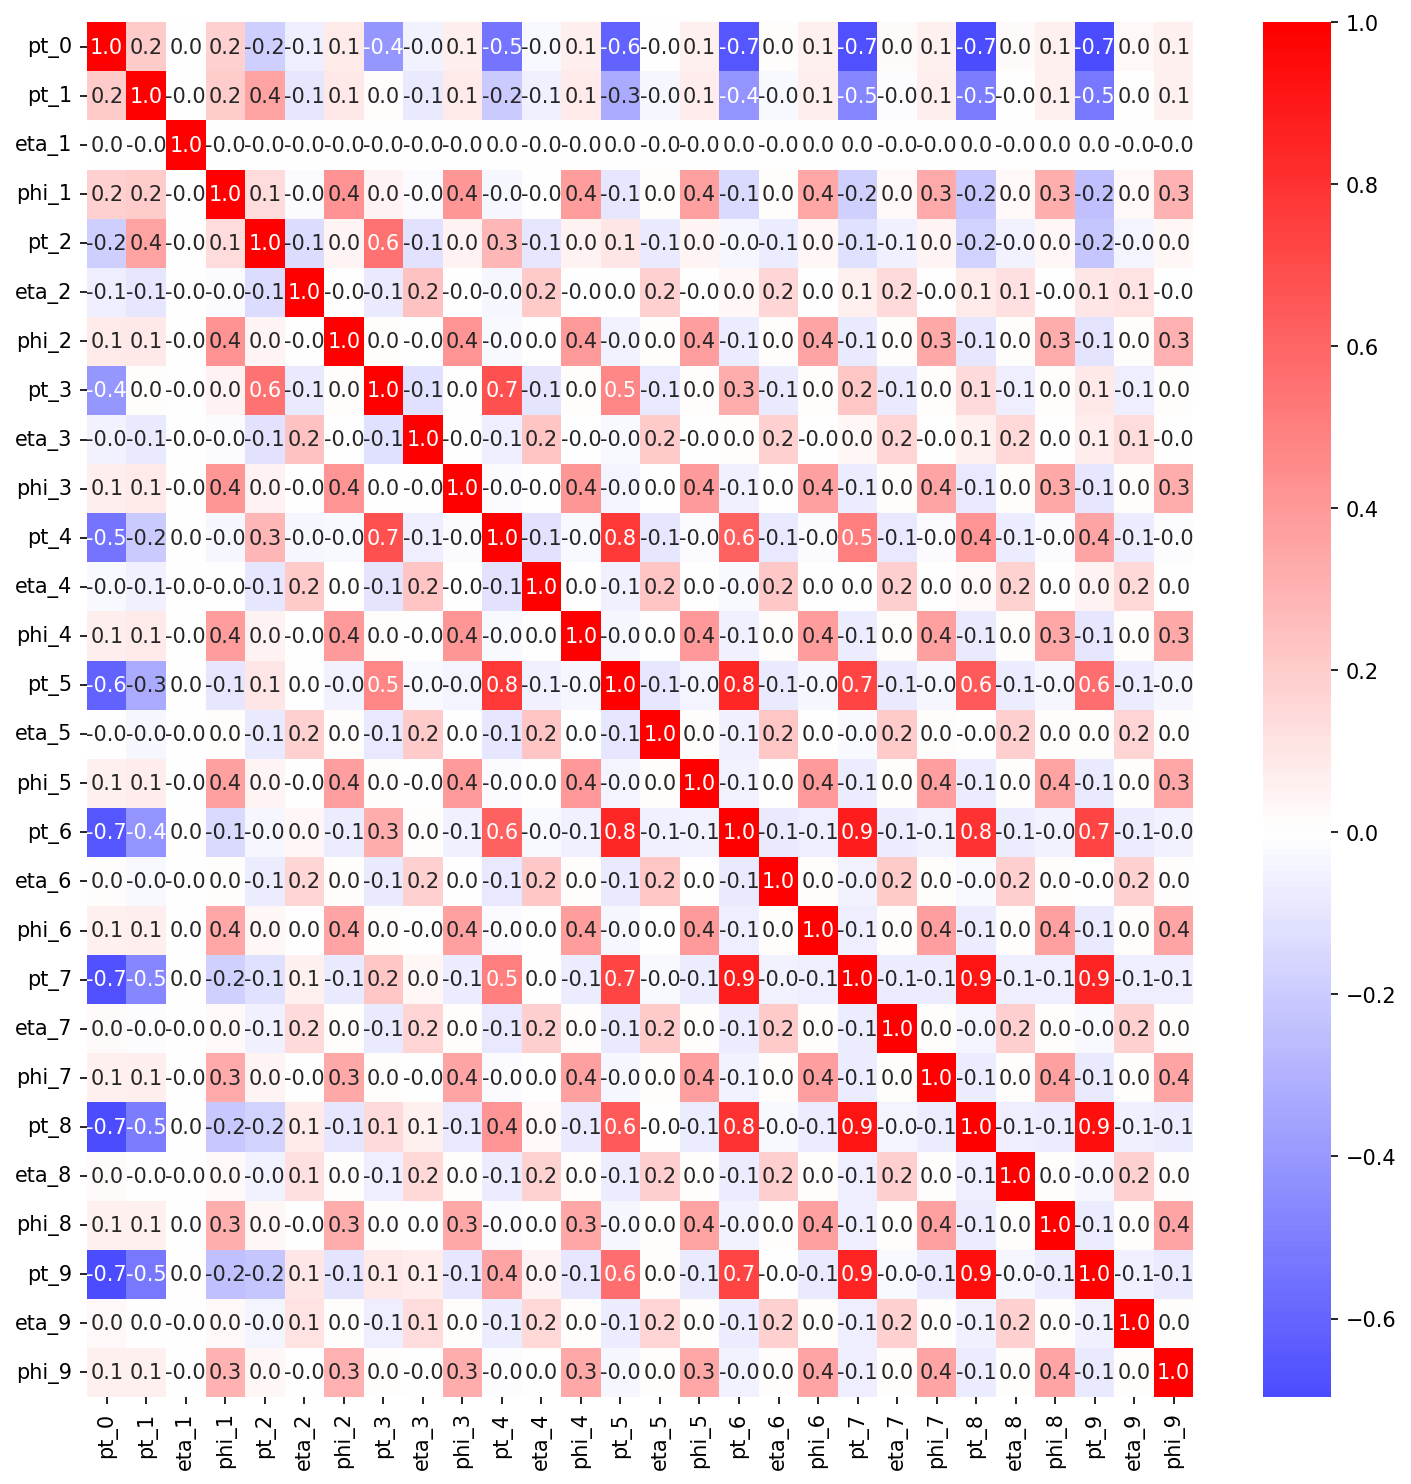 pt_0 1.0 0.2 0.0 0.2 -0.2 -0.1 0.1 -0.4 -0.0 0.1 -0.5 -0.0 0.1 -0.6 -0.0 0.1 -0.7 0.0 0.1 -0.7 0.0 0.1 -0.7 0.0 0.1 -0.7 0.0 0.1
pt_1 0.2 1.0 -0.0 0.2 0.4 -0.1 0.1 0.0 -0.1 0.1 -0.2 -0.1 0.1 -0.3 -0.0 0.1 -0.4 -0.0 0.1 -0.5 -0.0 0.1 -0.5 -0.0 0.1 -0.5 0.0 0.1
eta_1 0.0 -0.0 1.0 -0.0 -0.0 -0.0 -0.0 -0.0 -0.0 -0.0 0.0 -0.0 -0.0 0.0 -0.0 -0.0 0.0 -0.0 0.0 0.0 -0.0 -0.0 0.0 -0.0 0.0 0.0 -0.0 -0.0
phi_1 0.2 0.2 -0.0 1.0 0.1 -0.0 0.4 0.0 -0.0 0.4 -0.0 -0.0 0.4 -0.1 0.0 0.4 -0.1 0.0 0.4 -0.2 0.0 0.3 -0.2 0.0 0.3 -0.2 0.0 0.3
pt_2 -0.2 0.4 -0.0 0.1 1.0 -0.1 0.0 0.6 -0.1 0.0 0.3 -0.1 0.0 0.1 -0.1 0.0 -0.0 -0.1 0.0 -0.1 -0.1 0.0 -0.2 -0.0 0.0 -0.2 -0.0 0.0
eta_2 -0.1 -0.1 -0.0 -0.0 -0.1 1.0 -0.0 -0.1 0.2 -0.0 -0.0 0.2 -0.0 0.0 0.2 -0.0 0.0 0.2 0.0 0.1 0.2 -0.0 0.1 0.1 -0.0 0.1 0.1 -0.0
phi_2 0.1 0.1 -0.0 0.4 0.0 -0.0 1.0 0.0 -0.0 0.4 -0.0 0.0 0.4 -0.0 0.0 0.4 -0.1 0.0 0.4 -0.1 0.0 0.3 -0.1 0.0 0.3 -0.1 0.0 0.3
pt_3 -0.4 0.0 -0.0 0.0 0.6 -0.1 0.0 1.0 -0.1 0.0 0.7 -0.1 0.0 0.5 -0.1 0.0 0.3 -0.1 0.0 0.2 -0.1 0.0 0.1 -0.1 0.0 0.1 -0.1 0.0
eta_3 -0.0 -0.1 -0.0 -0.0 -0.1 0.2 -0.0 -0.1 1.0 -0.0 -0.1 0.2 -0.0 -0.0 0.2 -0.0 0.0 0.2 -0.0 0.0 0.2 -0.0 0.1 0.2 0.0 0.1 0.1 -0.0
phi_3 0.1 0.1 -0.0 0.4 0.0 -0.0 0.4 0.0 -0.0 1.0 -0.0 -0.0 0.4 -0.0 0.0 0.4 -0.1 0.0 0.4 -0.1 0.0 0.4 -0.1 0.0 0.3 -0.1 0.0 0.3
pt_4 -0.5 -0.2 0.0 -0.0 0.3 -0.0 -0.0 0.7 -0.1 -0.0 1.0 -0.1 -0.0 0.8 -0.1 -0.0 0.6 -0.1 -0.0 0.5 -0.1 -0.0 0.4 -0.1 -0.0 0.4 -0.1 -0.0
eta_4 -0.0 -0.1 -0.0 -0.0 -0.1 0.2 0.0 -0.1 0.2 -0.0 -0.1 1.0 0.0 -0.1 0.2 0.0 -0.0 0.2 0.0 0.0 0.2 0.0 0.0 0.2 0.0 0.0 0.2 0.0
phi_4 0.1 0.1 -0.0 0.4 0.0 -0.0 0.4 0.0 -0.0 0.4 -0.0 0.0 1.0 -0.0 0.0 0.4 -0.1 0.0 0.4 -0.1 0.0 0.4 -0.1 0.0 0.3 -0.1 0.0 0.3
pt_5 -0.6 -0.3 0.0 -0.1 0.1 0.0 -0.0 0.5 -0.0 -0.0 0.8 -0.1 -0.0 1.0 -0.1 -0.0 0.8 -0.1 -0.0 0.7 -0.1 -0.0 0.6 -0.1 -0.0 0.6 -0.1 -0.0
eta_5 -0.0 -0.0 -0.0 0.0 -0.1 0.2 0.0 -0.1 0.2 0.0 -0.1 0.2 0.0 -0.1 1.0 0.0 -0.1 0.2 0.0 -0.0 0.2 0.0 -0.0 0.2 0.0 0.0 0.2 0.0
phi_5 0.1 0.1 -0.0 0.4 0.0 -0.0 0.4 0.0 -0.0 0.4 -0.0 0.0 0.4 -0.0 0.0 1.0 -0.1 0.0 0.4 -0.1 0.0 0.4 -0.1 0.0 0.4 -0.1 0.0 0.3
pt_6 -0.7 -0.4 0.0 -0.1 -0.0 0.0 -0.1 0.3 0.0 -0.1 0.6 -0.0 -0.1 0.8 -0.1 -0.1 1.0 -0.1 -0.1 0.9 -0.1 -0.1 0.8 -0.1 -0.0 0.7 -0.1 -0.0
eta_6 0.0 -0.0 -0.0 0.0 -0.1 0.2 0.0 -0.1 0.2 0.0 -0.1 0.2 0.0 -0.1 0.2 0.0 -0.1 1.0 0.0 -0.0 0.2 0.0 -0.0 0.2 0.0 -0.0 0.2 0.0
phi_6 0.1 0.1 0.0 0.4 0.0 0.0 0.4 0.0 -0.0 0.4 -0.0 0.0 0.4 -0.0 0.0 0.4 -0.1 0.0 1.0 -0.1 0.0 0.4 -0.1 0.0 0.4 -0.1 0.0 0.4
pt_7 -0.7 -0.5 0.0 -0.2 -0.1 0.1 -0.1 0.2 0.0 -0.1 0.5 0.0 -0.1 0.7 -0.0 -0.1 0.9 -0.0 -0.1 1.0 -0.1 -0.1 0.9 -0.1 -0.1 0.9 -0.1 -0.1
eta_7 0.0 -0.0 -0.0 0.0 -0.1 0.2 0.0 -0.1 0.2 0.0 -0.1 0.2 0.0 -0.1 0.2 0.0 -0.1 0.2 0.0 -0.1 1.0 0.0 -0.0 0.2 0.0 -0.0 0.2 0.0
phi_7 0.1 0.1 -0.0 0.3 0.0 -0.0 0.3 0.0 -0.0 0.4 -0.0 0.0 0.4 -0.0 0.0 0.4 -0.1 0.0 0.4 -0.1 0.0 1.0 -0.1 0.0 0.4 -0.1 0.0 0.4
pt_8 -0.7 -0.5 0.0 -0.2 -0.2 0.1 -0.1 0.1 0.1 -0.1 0.4 0.0 -0.1 0.6 -0.0 -0.1 0.8 -0.0 -0.1 0.9 -0.0 -0.1 1.0 -0.1 -0.1 0.9 -0.1 -0.1
eta_8 0.0 -0.0 -0.0 0.0 -0.0 0.1 0.0 -0.1 0.2 0.0 -0.1 0.2 0.0 -0.1 0.2 0.0 -0.1 0.2 0.0 -0.1 0.2 0.0 -0.1 1.0 0.0 -0.0 0.2 0.0
phi_8 0.1 0.1 0.0 0.3 0.0 -0.0 0.3 0.0 0.0 0.3 -0.0 0.0 0.3 -0.0 0.0 0.4 -0.0 0.0 0.4 -0.1 0.0 0.4 -0.1 0.0 1.0 -0.1 0.0 0.4
pt_9 -0.7 -0.5 0.0 -0.2 -0.2 0.1 -0.1 0.1 0.1 -0.1 0.4 0.0 -0.1 0.6 0.0 -0.1 0.7 -0.0 -0.1 0.9 -0.0 -0.1 0.9 -0.0 -0.1 1.0 -0.1 -0.1
eta_9 0.0 0.0 -0.0 0.0 -0.0 0.1 0.0 -0.1 0.1 0.0 -0.1 0.2 0.0 -0.1 0.2 0.0 -0.1 0.2 0.0 -0.1 0.2 0.0 -0.1 0.2 0.0 -0.1 1.0 0.0
phi_9 0.1 0.1 -0.0 0.3 0.0 -0.0 0.3 0.0 -0.0 0.3 -0.0 0.0 0.3 -0.0 0.0 0.3 -0.0 0.0 0.4 -0.1 0.0 0.4 -0.1 0.0 0.4 -0.1 0.0 1.0
pt_0 pt_1 eta_1 phi_1 pt_2 eta_2 phi_2 pt_3 eta_3 phi_3 pt_4 eta_4 phi_4 pt_5 eta_5 phi_5 pt_6 eta_6 phi_6 pt_7 eta_7 phi_7 pt_8 eta_8 phi_8 pt_9 eta_9 phi_9
1.0
0.8
0.6
0.4
0.2
0.0
−0.2
−0.4
−0.6